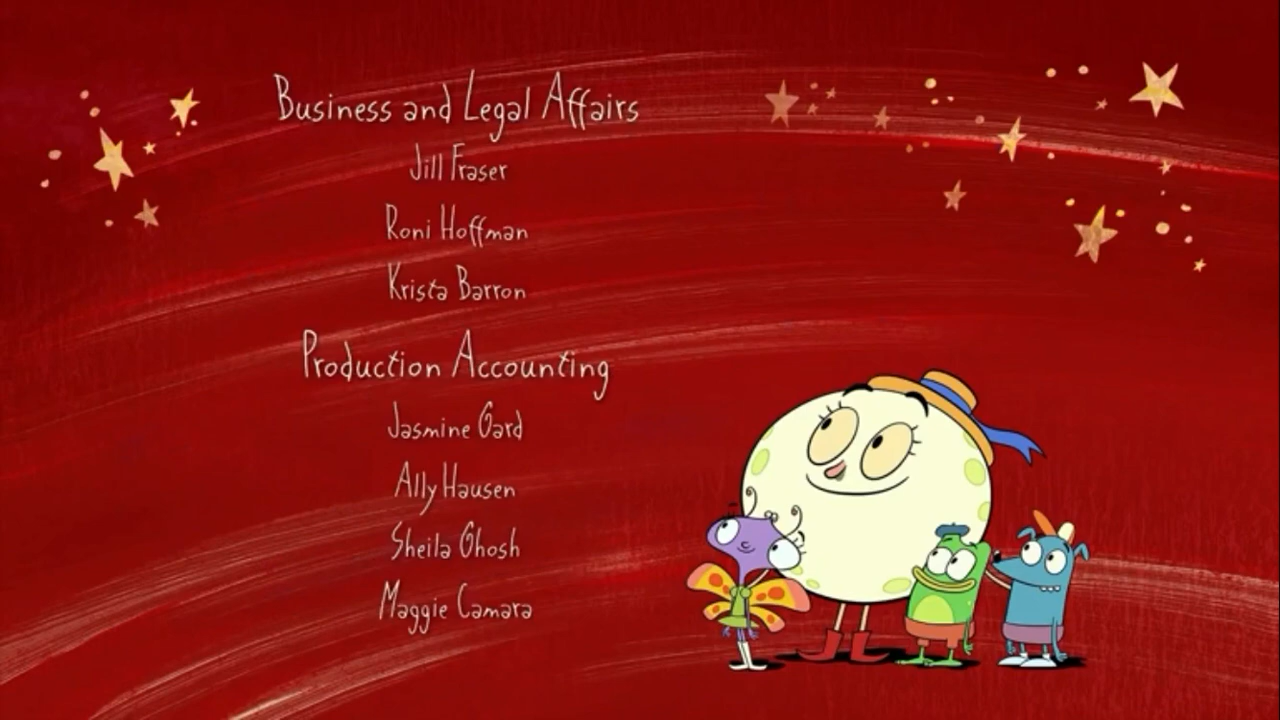 Business and Legal Affairs
Jill Fraser
Roni Hoffman
Krista Barron
Production Accounting
Jasmine Gard
Ally Hausen
Sheila Ghosh
Maggie Camara